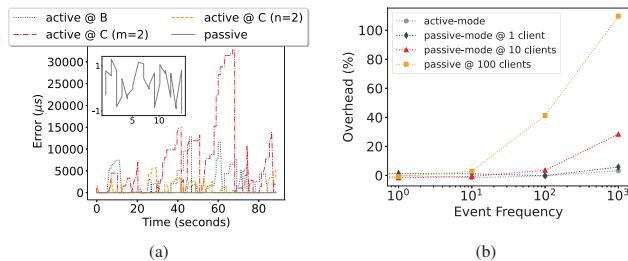 active @ B
active @ C (n=2)
active @ C (m=2)
passive
30000
25000
20000
15000
10000
5000
0
Error (μs)
1
-1
5
10
0
20
40
60
80
Time (seconds)
(a)
active-mode
passive-mode @ 1 client
passive-mode @ 10 clients
passive @ 100 clients
100
80
60
40
20
0
Overhead (%)
10⁰
10¹
10²
10³
Event Frequency
(b)